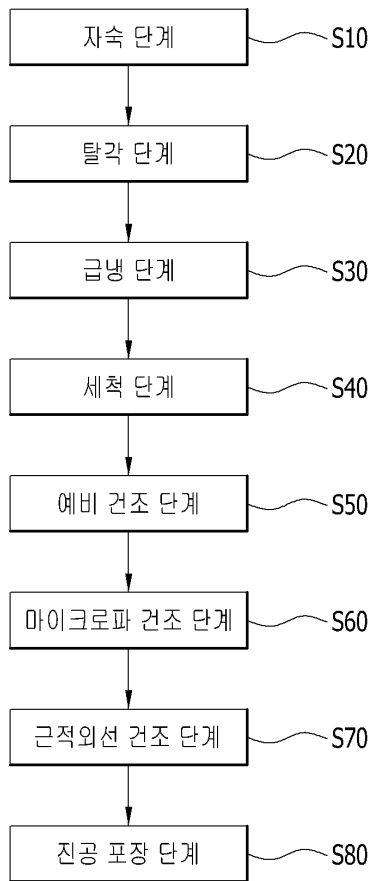 자숙 단계 S10
탈각 단계 S20
급냉 단계 S30
세척 단계 S40
예비 건조 단계 S50
마이크로파 건조 단계 S60
근적외선 건조 단계 S70
진공 포장 단계 S80